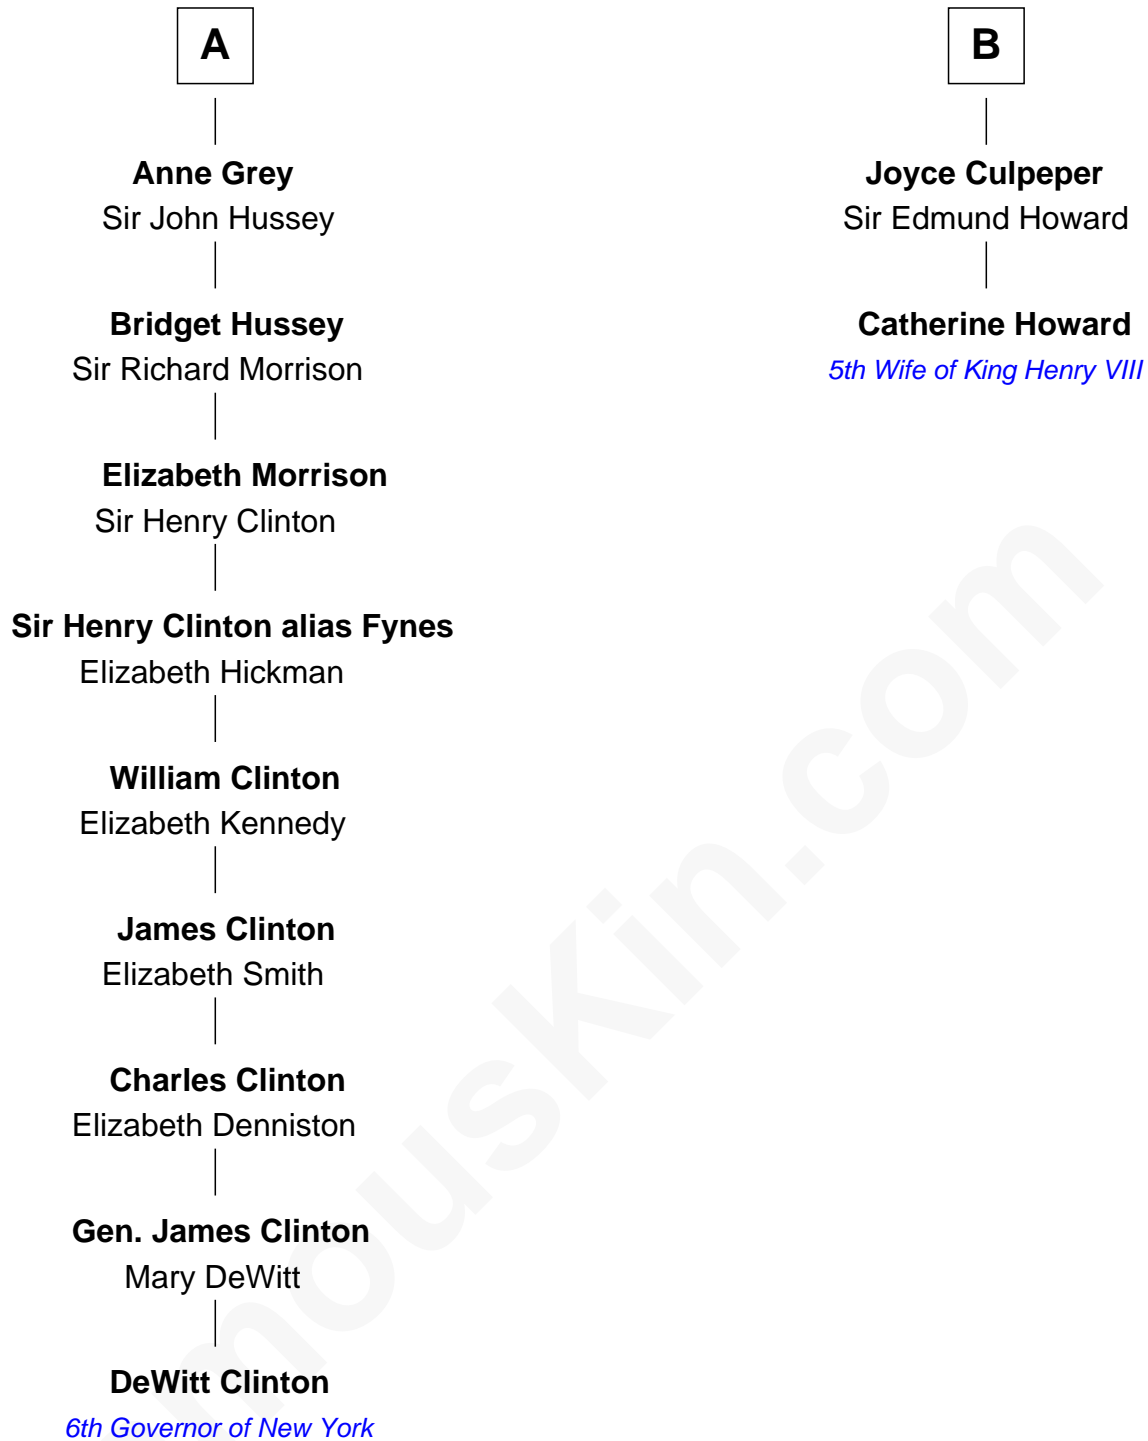 A
Anne Grey
Sir John Hussey
Bridget Hussey
Sir Richard Morrison
Elizabeth Morrison
Sir Henry Clinton
Sir Henry Clinton alias Fynes
Elizabeth Hickman
William Clinton
Elizabeth Kennedy
James Clinton
Elizabeth Smith
Charles Clinton
Elizabeth Denniston
Gen. James Clinton
Mary DeWitt
DeWitt Clinton
6th Governor of New York
B
Joyce Culpeper
Sir Edmund Howard
Catherine Howard
5th Wife of King Henry VIII
mouskin.com